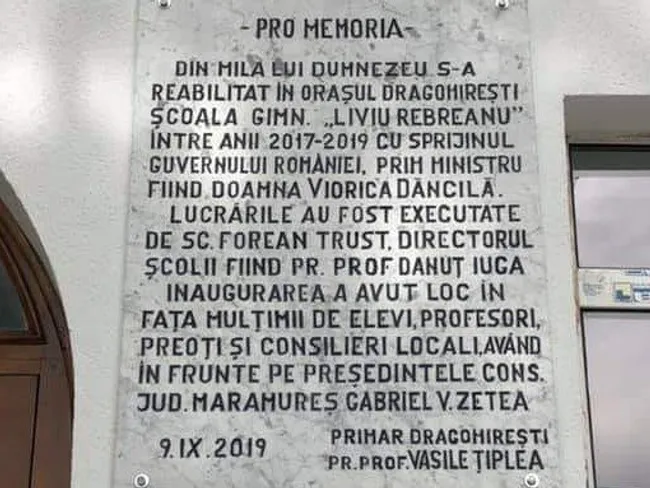 - PRO MEMORIA -
DIN MILA LUI DUMNEZEU S-A
REABILITAT ÎN ORAȘUL DRAGOMIREȘTI
ȘCOALA GIMN. „LIVIU REBREANU”
ÎNTRE ANII 2017-2019 CU SPRIJINUL
GUVERNULUI ROMÂNIEI, PRIM MINISTRU
FIIND DOAMNA VIORICA DĂNCILĂ.
LUCRĂRILE AU FOST EXECUTATE
DE SC. FOREAN TRUST, DIRECTORUL
ȘCOLII FIIND PR. PROF DANUȚ IUGA
INAUGURAREA A AVUT LOC ÎN
FAȚA MULȚIMII DE ELEVI, PROFESORI,
PREOȚI ȘI CONSILIERI LOCALI, AVÂND
ÎN FRUNTE PE PREȘEDINTELE CONS.
JUD. MARAMUREȘ GABRIEL V. ZETEA
9.IX.2019
PRIMAR DRAGOMIREȘTI
PR. PROF. VASILE ȚIPLEA